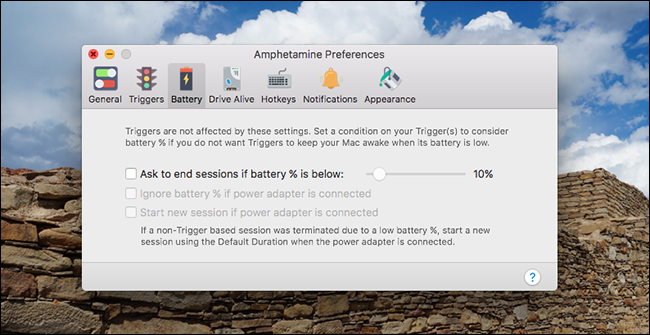 Amphetamine Preferences
General Triggers Battery Drive Alive Hotkeys Notifications Appearance
Triggers are not affected by these settings. Set a condition on your Trigger(s) to consider
battery % if you do not want Triggers to keep your Mac awake when its battery is low.
Ask to end sessions if battery % is below: 10%
Ignore battery % if power adapter is connected
Start new session if power adapter is connected
If a non-Trigger based session was terminated due to a low battery %, start a new
session using the Default Duration when the power adapter is connected.
?